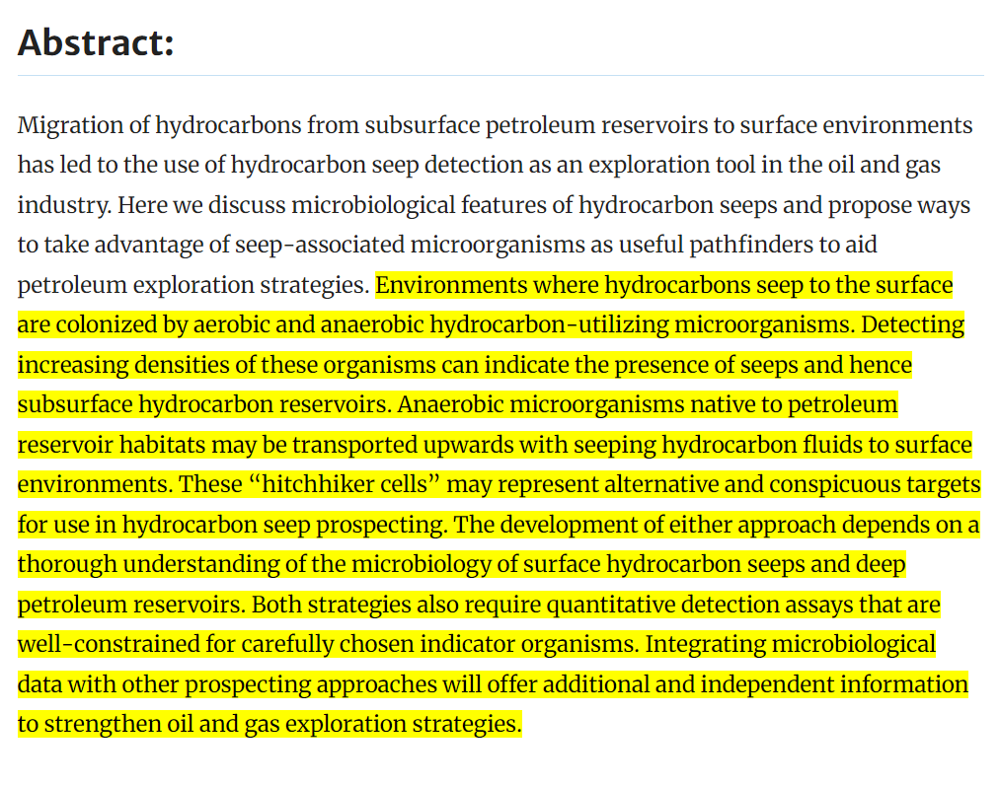 Abstract:
Migration of hydrocarbons from subsurface petroleum reservoirs to surface environments
has led to the use of hydrocarbon seep detection as an exploration tool in the oil and gas
industry. Here we discuss microbiological features of hydrocarbon seeps and propose ways
to take advantage of seep-associated microorganisms as useful pathfinders to aid
petroleum exploration strategies. Environments where hydrocarbons seep to the surface
are colonized by aerobic and anaerobic hydrocarbon-utilizing microorganisms. Detecting
increasing densities of these organisms can indicate the presence of seeps and hence
subsurface hydrocarbon reservoirs. Anaerobic microorganisms native to petroleum
reservoir habitats may be transported upwards with seeping hydrocarbon fluids to surface
environments. These “hitchhiker cells” may represent alternative and conspicuous targets
for use in hydrocarbon seep prospecting. The development of either approach depends on a
thorough understanding of the microbiology of surface hydrocarbon seeps and deep
petroleum reservoirs. Both strategies also require quantitative detection assays that are
well-constrained for carefully chosen indicator organisms. Integrating microbiological
data with other prospecting approaches will offer additional and independent information
to strengthen oil and gas exploration strategies.